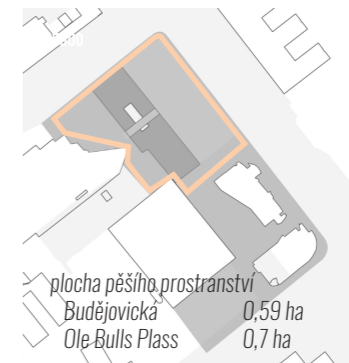 plocha pěšího prostranství
Budějovická 0,59 ha
Ole Bulls Plass 0,7 ha